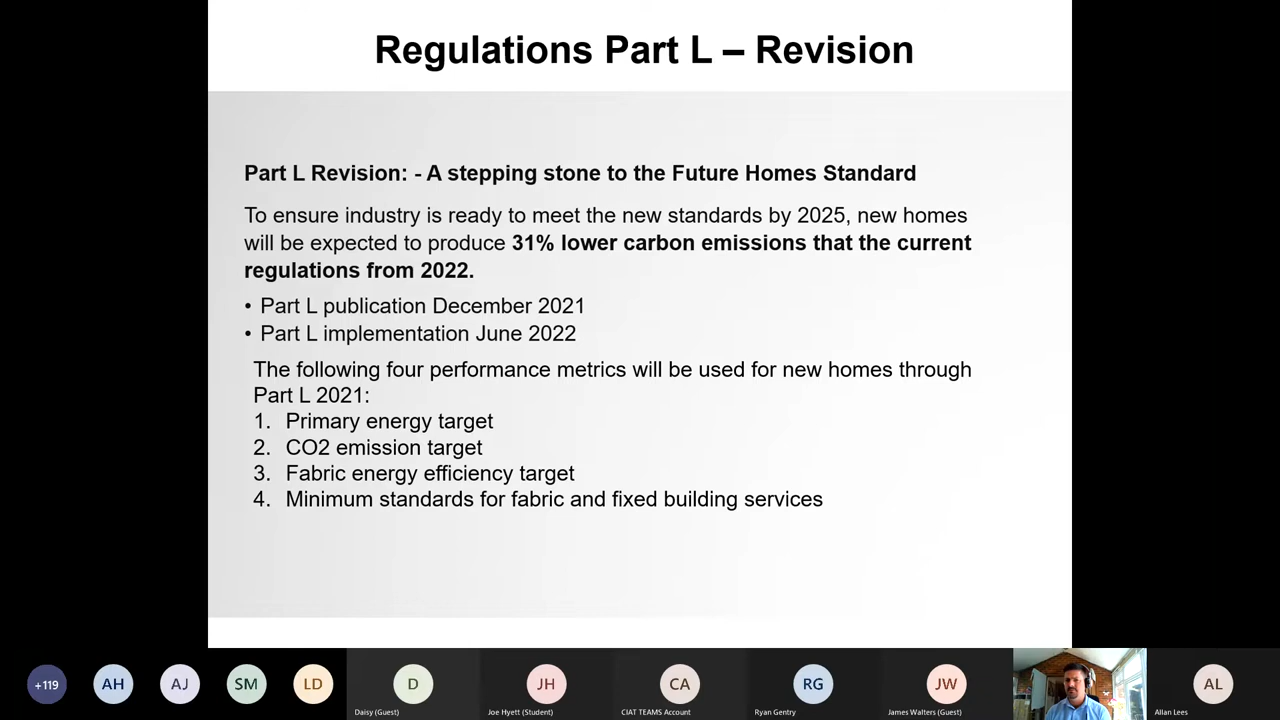 Regulations Part L – Revision
Part L Revision: - A stepping stone to the Future Homes Standard
To ensure industry is ready to meet the new standards by 2025, new homes
will be expected to produce 31% lower carbon emissions that the current
regulations from 2022.
• Part L publication December 2021
• Part L implementation June 2022
The following four performance metrics will be used for new homes through
Part L 2021:
1. Primary energy target
2. CO2 emission target
3. Fabric energy efficiency target
4. Minimum standards for fabric and fixed building services
+119 AH AJ SM LD D JH CA RG JW AL
Daisy (Guest) Joe Hyett (Student) CIAT TEAMS Account Ryan Gentry James Walters (Guest) Allan Lees